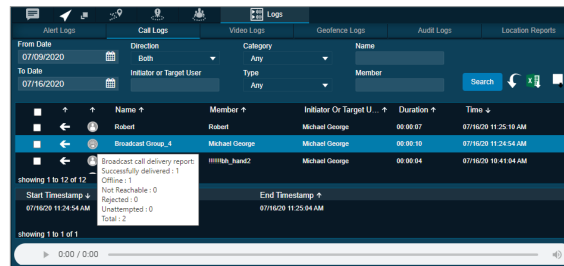 Logs
Alert Logs Call Logs Video Logs Geofence Logs Audit Logs Location Reports
From Date Direction Category Name
07/09/2020 Both Any
To Date Initiator or Target User Type Member
07/16/2020 Any Search
Name ↑ Member ↑ Initiator Or Target U... ↑ Duration ↑ Time ↓
Robert Robert Michael George 00:00:07 07/16/20 11:25:10 AM
Broadcast Group_4 Michael George Michael George 00:00:10 07/16/20 11:24:54 AM
bh_hand2 Michael George 00:00:04 07/16/20 10:41:04 AM
Broadcast call delivery report:
Successfully delivered : 1
Offline : 1
Not Reachable : 0
Rejected : 0
Unattempted : 0
Total : 2
showing 1 to 12 of 12
Start Timestamp ↓ End Timestamp ↑
07/16/20 11:24:54 AM 07/16/20 11:25:04 AM
showing 1 to 1 of 1
0:00 / 0:00